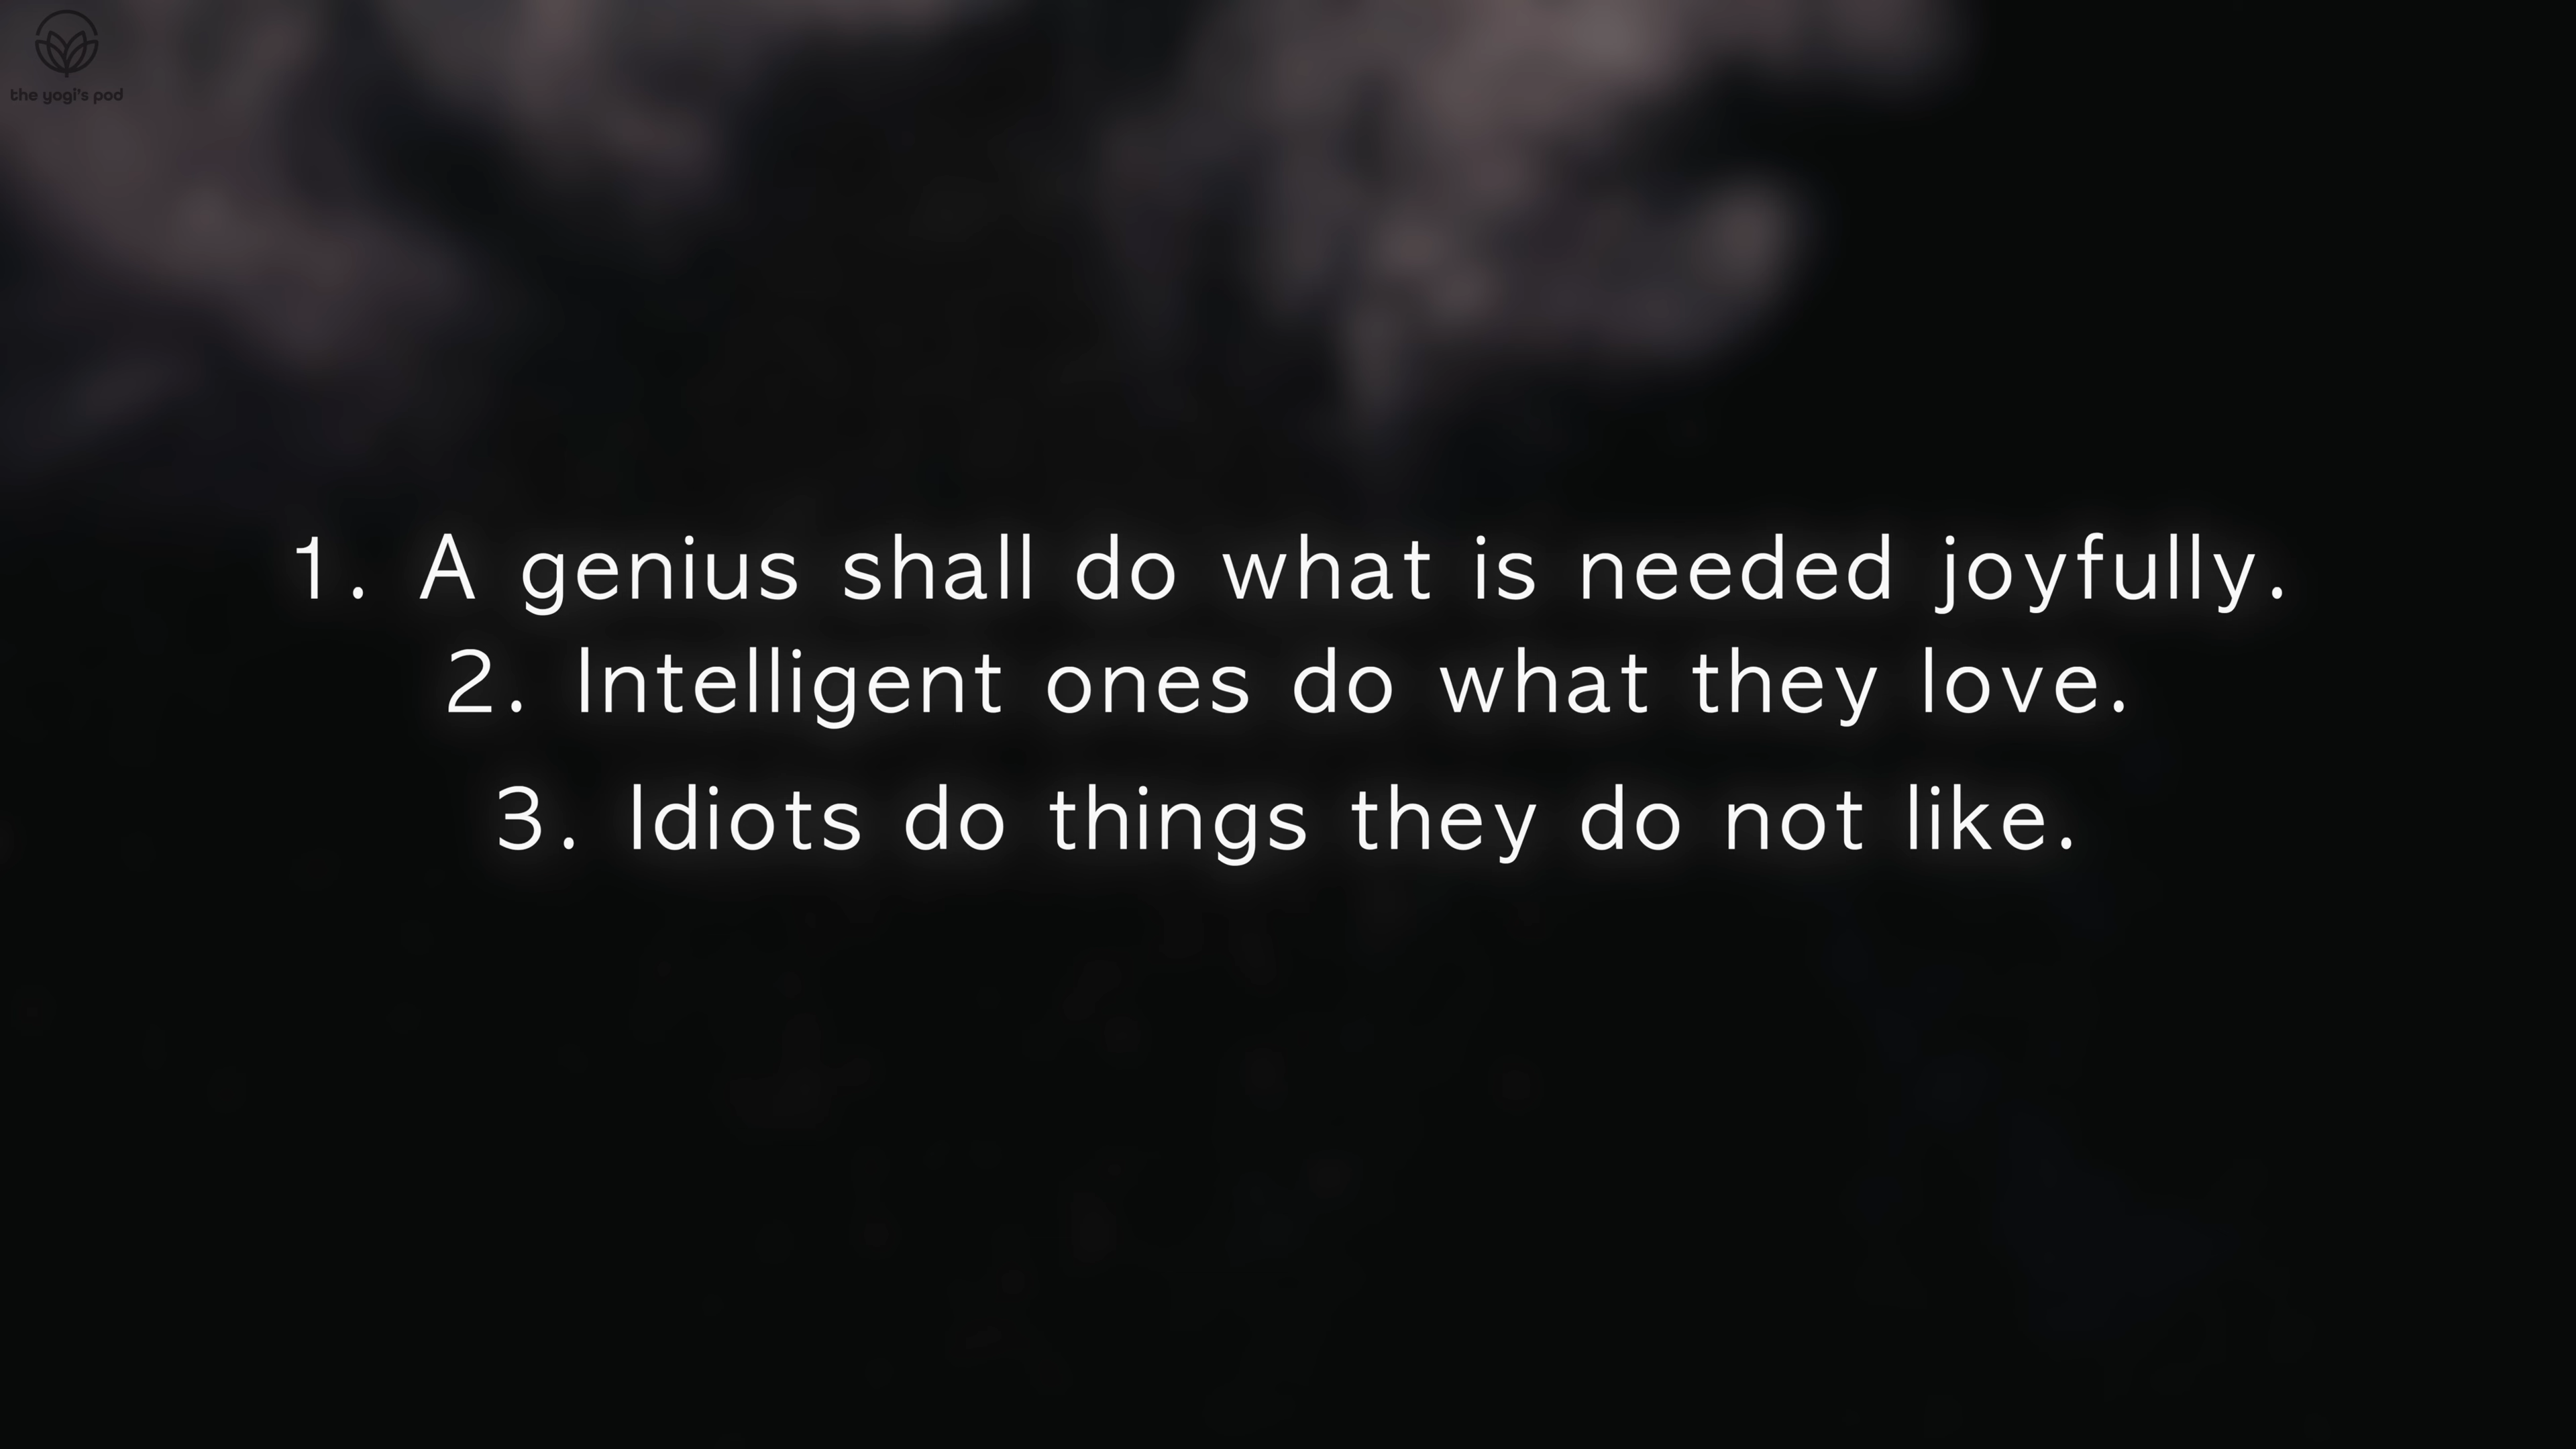 the yogi's pod
1. A genius shall do what is needed joyfully.
2. Intelligent ones do what they love.
3. Idiots do things they do not like.